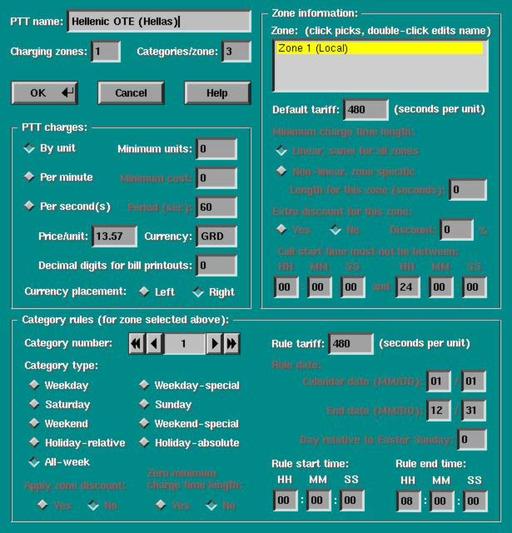 PTT name: Hellenic OTE (Hellas)
Charging zones: 1 Categories/zone: 3
OK Cancel Help
PTT charges:
By unit Minimum units: 0
Per minute Minimum cost: 0
Per second(s) Period (sec): 60
Price/unit: 13.57 Currency: GRD
Decimal digits for bill printouts: 0
Currency placement: Left Right
Zone information:
Zone: (click picks, double-click edits name)
Zone 1 (Local)
Default tariff: 480 (seconds per unit)
Minimum charge time length:
Linear, same for all zones
Non-linear, zone specific
Length for this zone (seconds): 0
Extra discount for this zone:
Yes No Discount: 0 %
Call start time must not be between:
HH MM SS HH MM SS
00 00 00 and 24 00 00
Category rules (for zone selected above):
Category number: 1
Category type:
Weekday Weekday-special
Saturday Sunday
Weekend Weekend-special
Holiday-relative Holiday-absolute
All-week
Apply zone discount:
Yes No
Zero minimum
charge time length:
Yes No
Rule tariff: 480 (seconds per unit)
Rule date:
Calendar date (MM/DD): 01 / 01
End date (MM/DD): 12 / 31
Day relative to Easter Sunday: 0
Rule start time: Rule end time:
HH MM SS HH MM SS
00 : 00 : 00 08 : 00 : 00